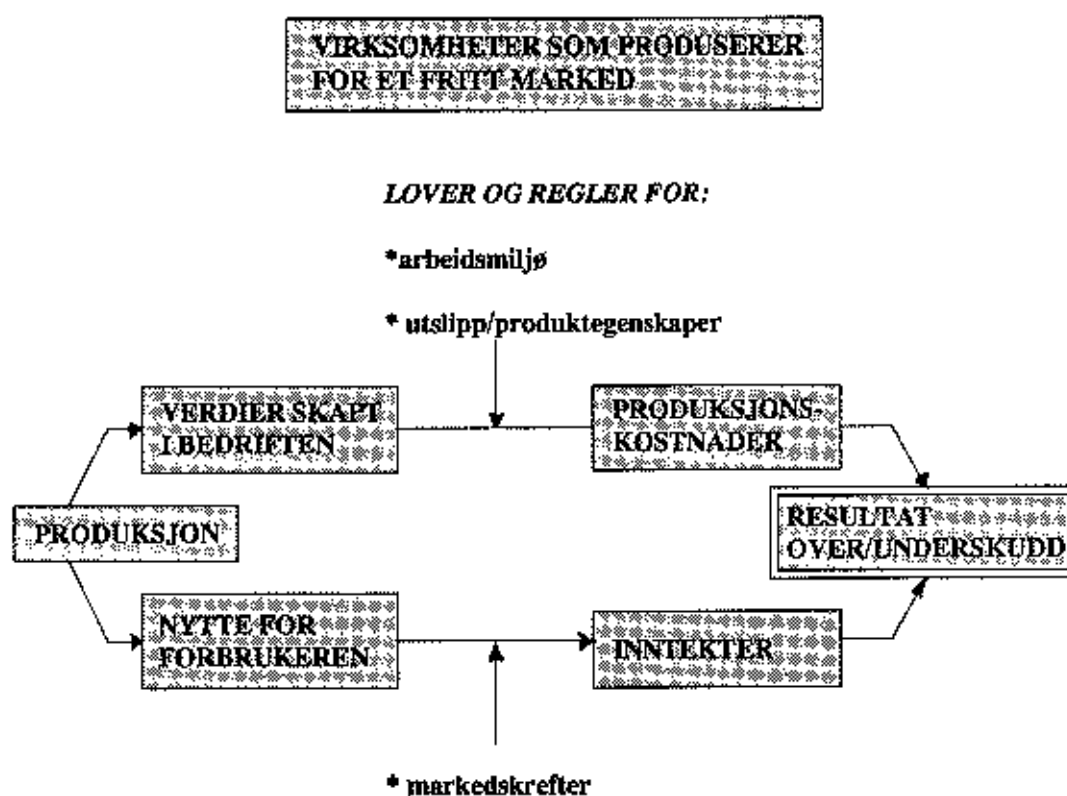 VIRKSOMHETER SOM PRODUSERER
FOR ET FRITT MARKED
LOVER OG REGLER FOR:
*arbeidsmiljø
* utslipp/produktegenskaper
VERDIER SKAPT
I BEDRIFTEN
PRODUKSJONS-
KOSTNADER
PRODUKSJON
RESULTAT
OVER/UNDERSKUDD
NYTTE FOR
FORBRUKEREN
INNTEKTER
* markedskrefter